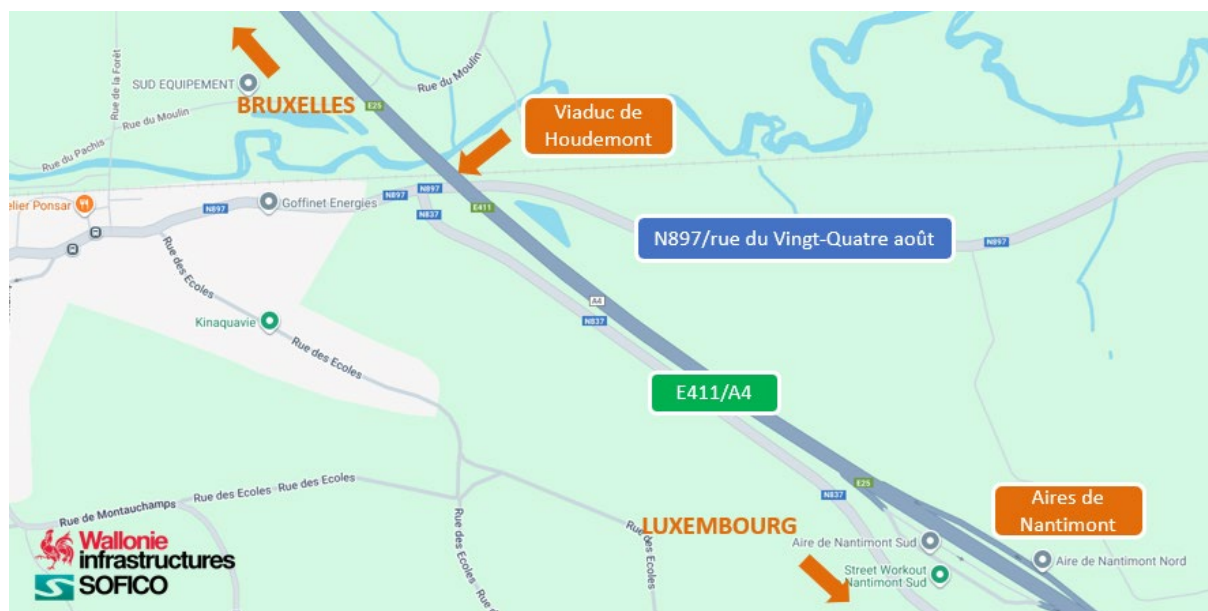 Rue de la Forêt
SUD EQUIPEMENT
BRUXELLES
E25
Rue du Moulin
Rue du Moulin
Rue du Pachis
Viaduc de
Houdemont
elier Ponsar
N897
Goffinet Energies
N897
N897
N837
E411
N897/rue du Vingt-Quatre août
N897
Rue des Ecoles
A4
N837
Kinaquavie
Rue des Ecoles
E411/A4
Rue des Ecoles
Rue des Ecoles
Rue de Montauchamps
Rue des Ecoles
Rue des Ecoles
E25
N837
Aires de
Nantimont
LUXEMBOURG
Aire de Nantimont Sud
Aire de Nantimont Nord
Street Workout
Nantimont Sud
Wallonie
infrastructures
SOFICO